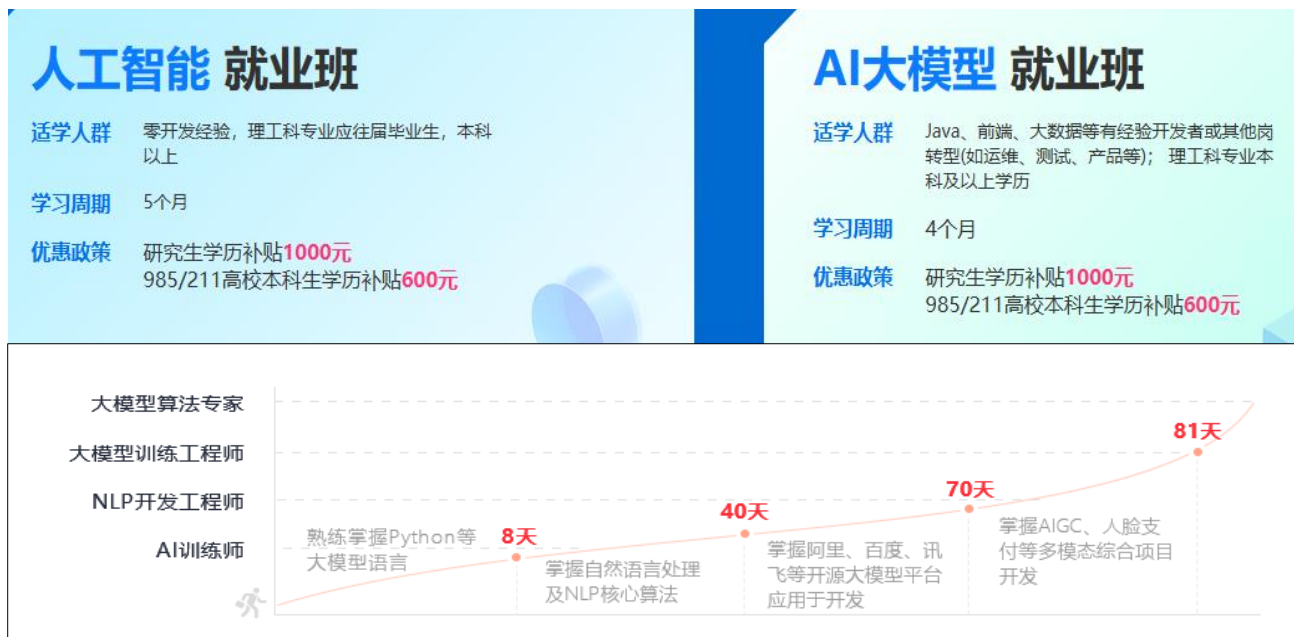 人工智能 就业班
适学人群 零开发经验，理工科专业应往届毕业生，本科
以上
学习周期 5个月
优惠政策 研究生学历补贴1000元
985/211高校本科生学历补贴600元
AI大模型 就业班
适学人群 Java、前端、大数据等有经验开发者或其他岗
转型(如运维、测试、产品等)； 理工科专业本
科及以上学历
学习周期 4个月
优惠政策 研究生学历补贴1000元
985/211高校本科生学历补贴600元
大模型算法专家
大模型训练工程师
NLP开发工程师
AI训练师
熟练掌握Python等
大模型语言
8天
掌握自然语言处理
及NLP核心算法
40天
掌握阿里、百度、讯
飞等开源大模型平台
应用于开发
70天
掌握AIGC、人脸支
付等多模态综合项目
开发
81天